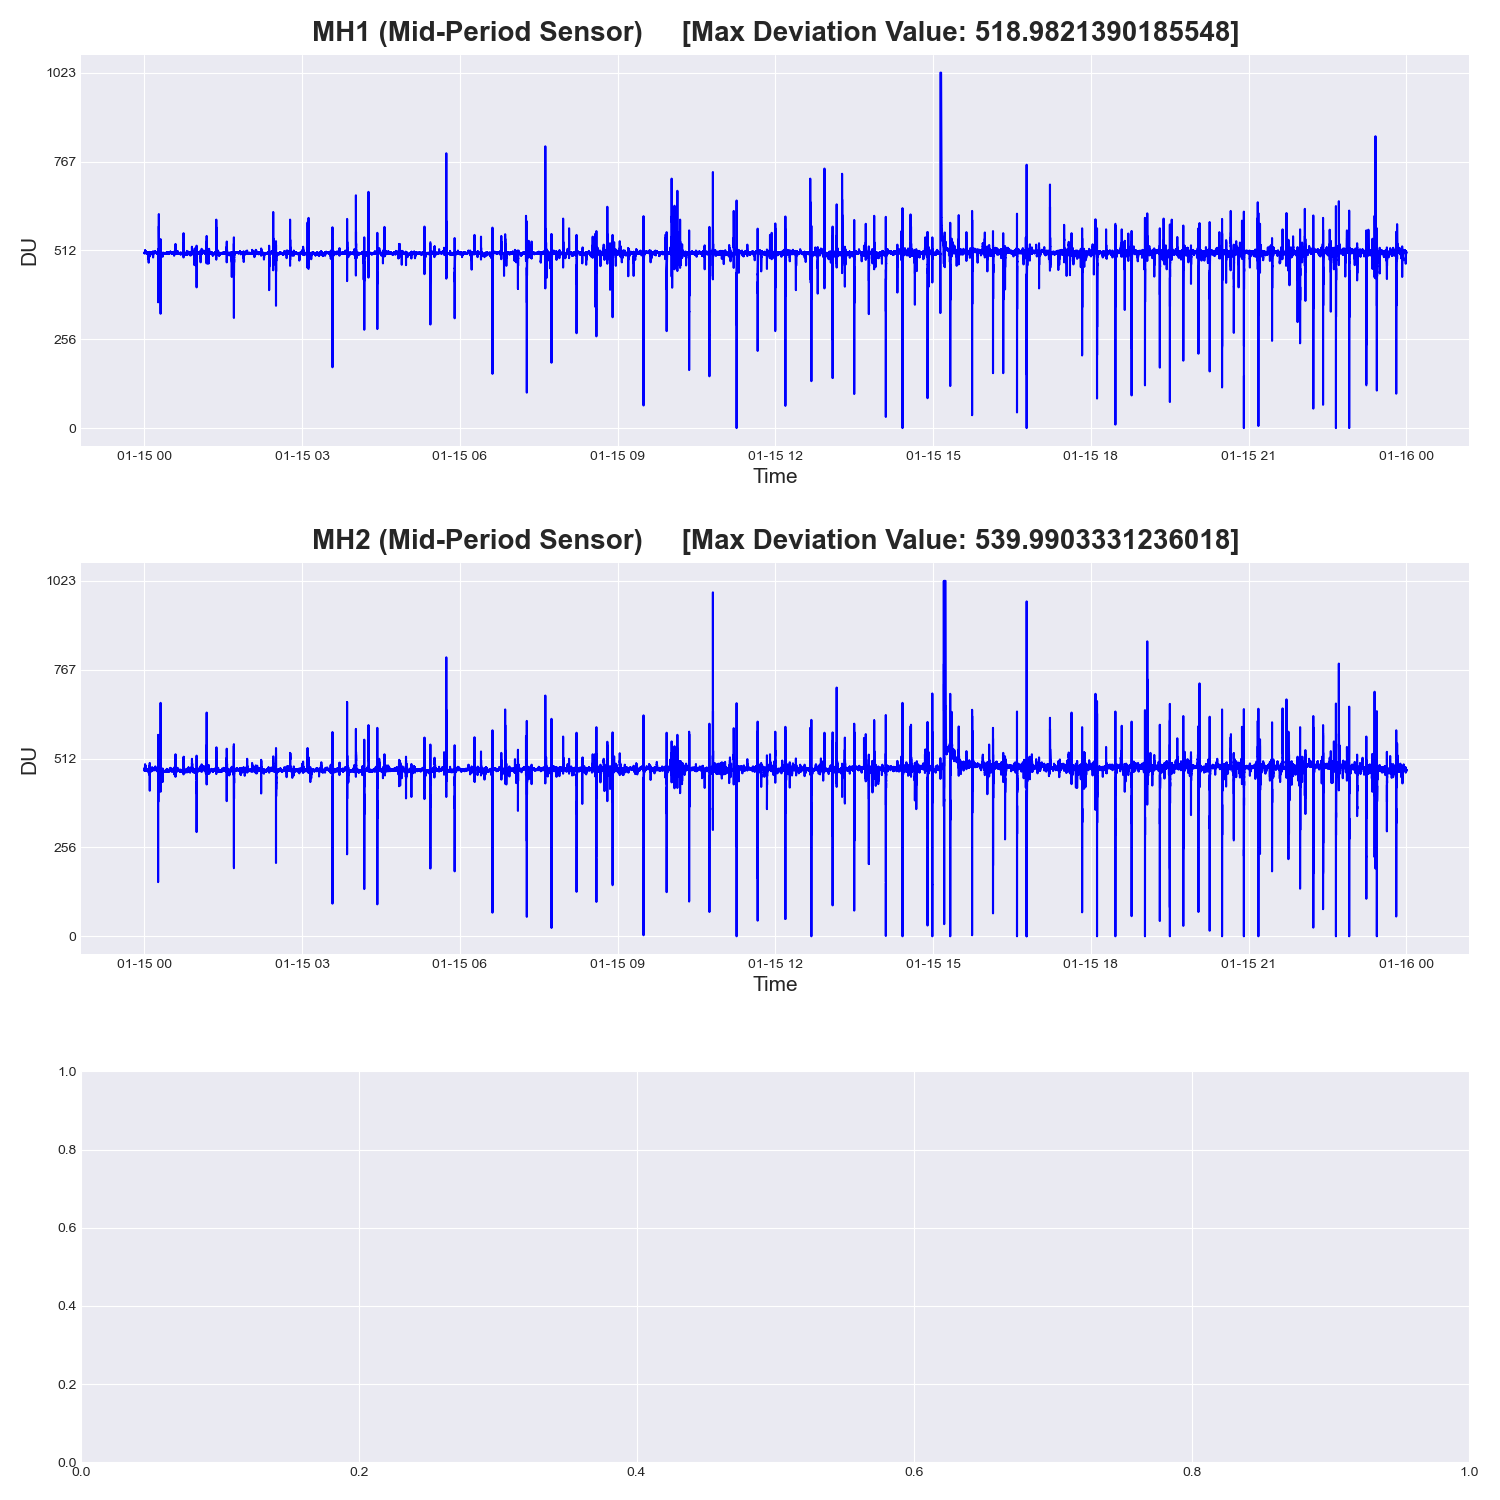 MH1 (Mid-Period Sensor) [Max Deviation Value: 518.9821390185548]
1023
767
512
256
0
DU
01-15 00 01-15 03 01-15 06 01-15 09 01-15 12 01-15 15 01-15 18 01-15 21 01-16 00
Time
MH2 (Mid-Period Sensor) [Max Deviation Value: 539.9903331236018]
1023
767
512
256
0
DU
01-15 00 01-15 03 01-15 06 01-15 09 01-15 12 01-15 15 01-15 18 01-15 21 01-16 00
Time
1.0
0.8
0.6
0.4
0.2
0.0
0.0 0.2 0.4 0.6 0.8 1.0